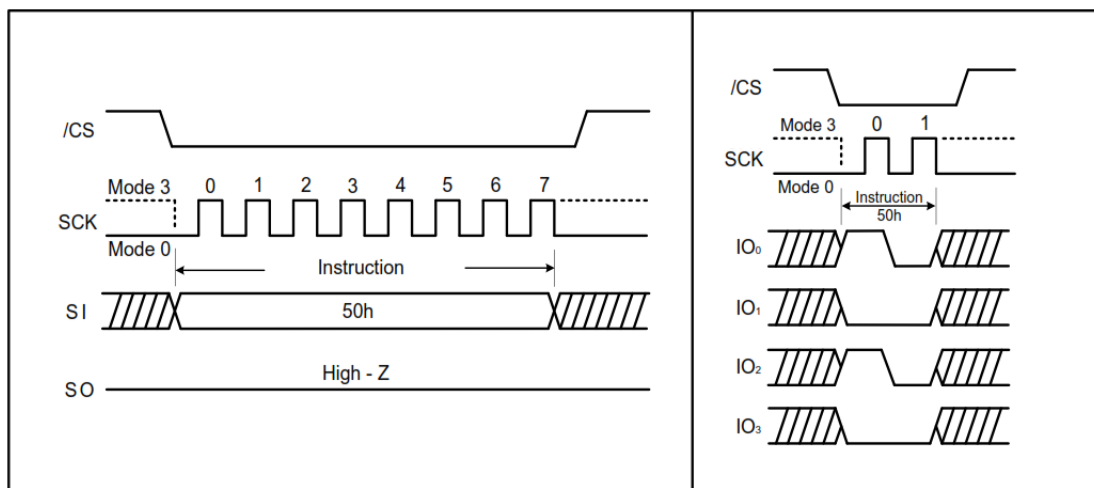 /CS
Mode 3 0 1 2 3 4 5 6 7
SCK
Mode 0
Instruction
SI 50h
High - Z
SO
/CS
Mode 3 0 1
SCK
Mode 0
Instruction
50h
IO₀
IO₁
IO₂
IO₃